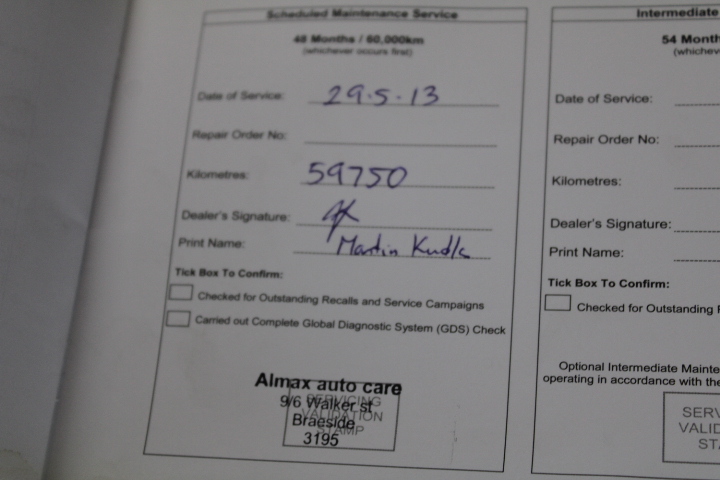 Scheduled Maintenance Service
48 Months / 60,000km
(whichever occurs first)
Date of Service: 29.5.13
Repair Order No:
Kilometres: 59750
Dealer's Signature:
Print Name: Martin
Tick Box To Confirm:
Checked for Outstanding Recalls and Service Campaigns
Carried out Complete Global Diagnostic System (GDS) Check
Almax auto care
9/6 Walker st
Braeside
3195
SERVICING
VALIDATION
STAMP
Intermediate
54 Month
(whichev
Date of Service:
Repair Order No:
Kilometres:
Dealer's Signature:
Print Name:
Tick Box To Confirm:
Checked for Outstanding
Optional Intermediate Mainte
operating in accordance with the
SERV
VALID
ST